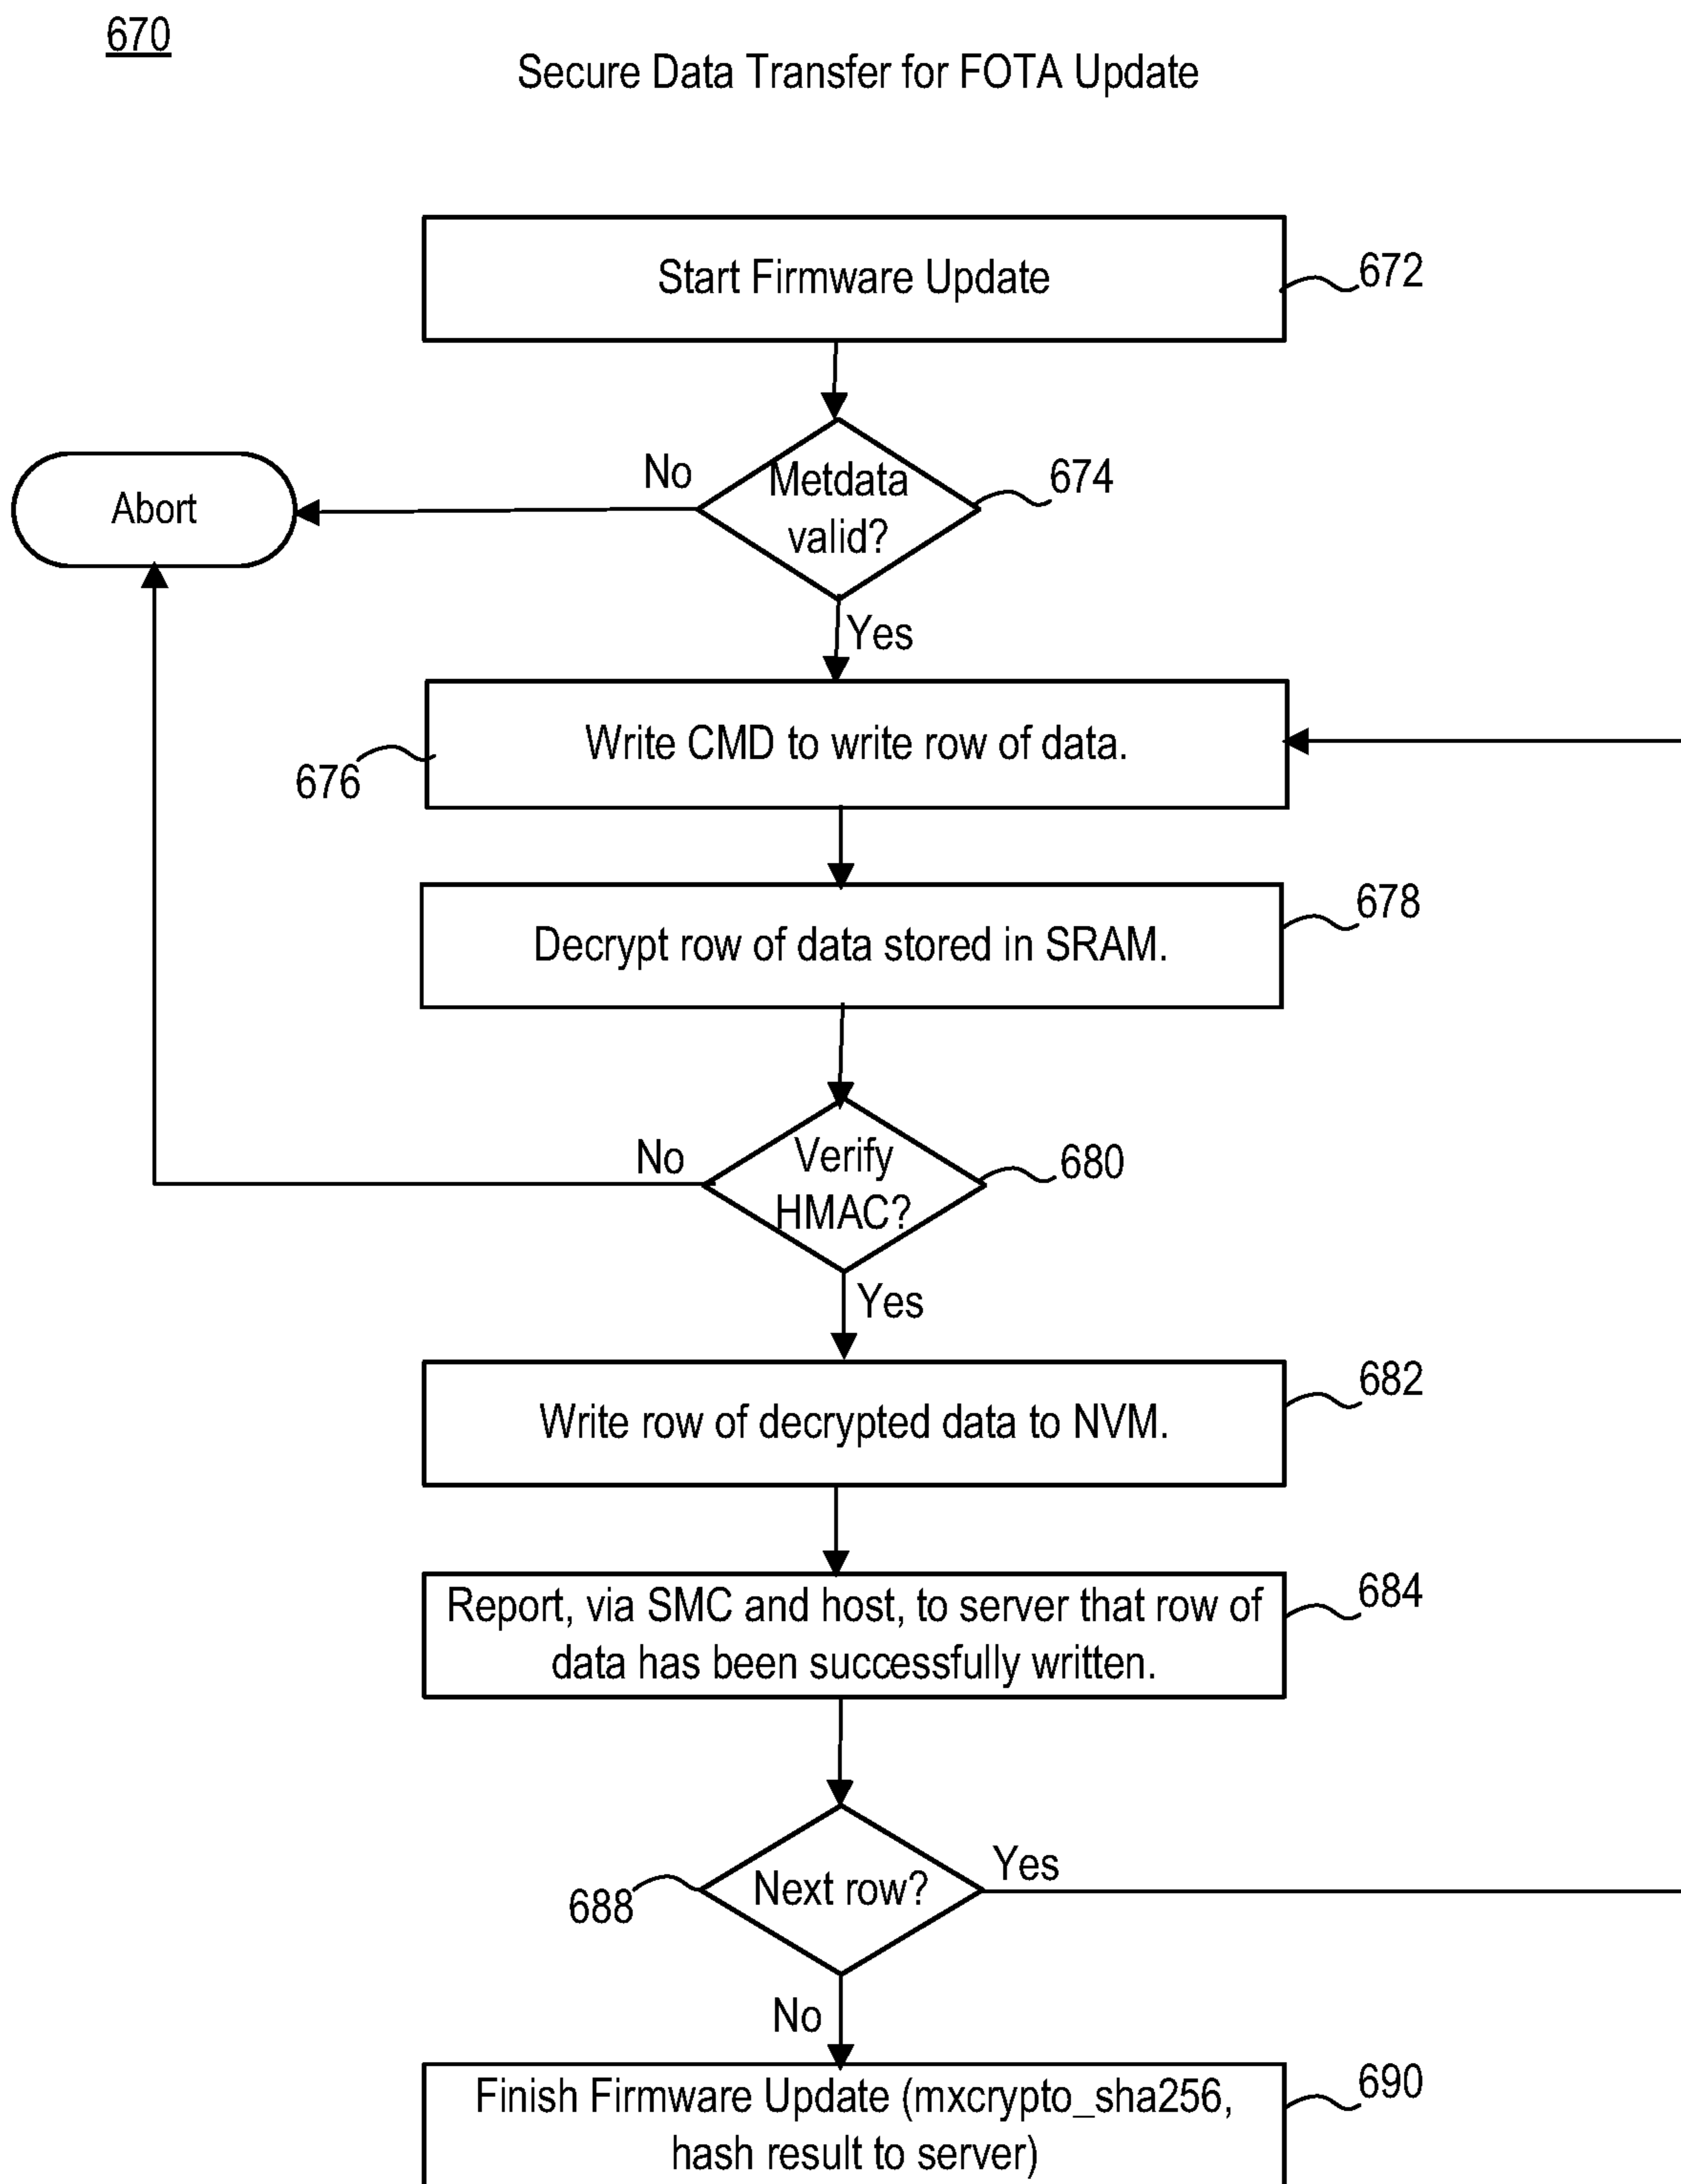 670
Secure Data Transfer for FOTA Update
Start Firmware Update
672
No
Metdata
valid?
674
Abort
Yes
Write CMD to write row of data.
676
Decrypt row of data stored in SRAM.
678
No
Verify
HMAC?
680
Yes
Write row of decrypted data to NVM.
682
Report, via SMC and host, to server that row of
data has been successfully written.
684
Next row?
Yes
688
No
Finish Firmware Update (mxcrypto_sha256,
hash result to server)
690